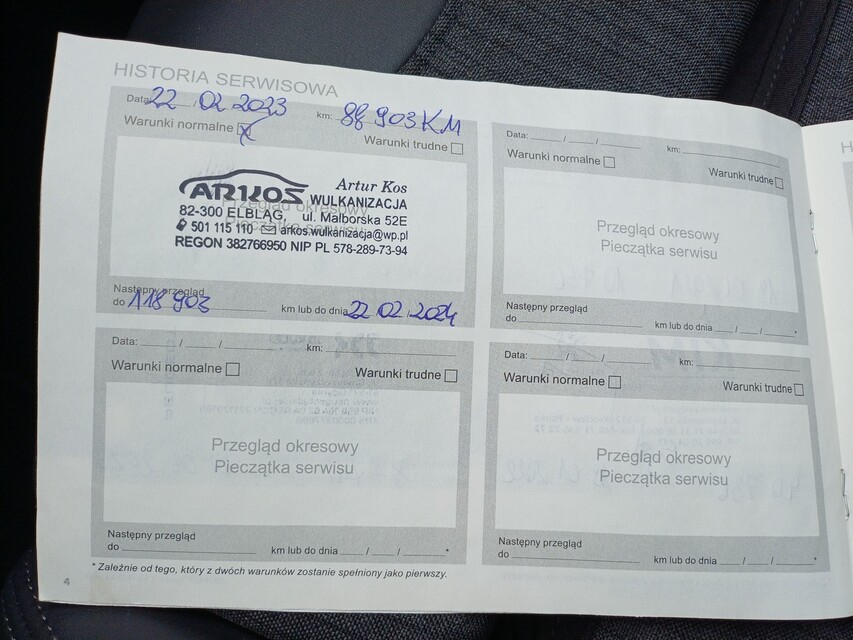 HISTORIA SERWISOWA
Data: 22 / 02 2023 km: 88 903 KM
Warunki normalne
Warunki trudne
ARKOS Artur Kos
WULKANIZACJA
82-300 ELBLĄG, ul. Malborska 52E
501 115 110 arkos.wulkanizacja@wp.pl
REGON 382766950 NIP PL 578-289-73-94
Przegląd okresowy
Pieczątka serwisu
Następny przegląd
do 118 903 km lub do dnia 22 02 2024
Data: / / km:
Warunki normalne
Warunki trudne
Przegląd okresowy
Pieczątka serwisu
Następny przegląd
do km lub do dnia / / *
Data: / / km:
Warunki normalne Warunki trudne
Przegląd okresowy
Pieczątka serwisu
Następny przegląd
do km lub do dnia / / *
Data: / / km:
Warunki normalne Warunki trudne
Przegląd okresowy
Pieczątka serwisu
Następny przegląd
do km lub do dnia / / *
* Zależnie od tego, który z dwóch warunków zostanie spełniony jako pierwszy.
4
H